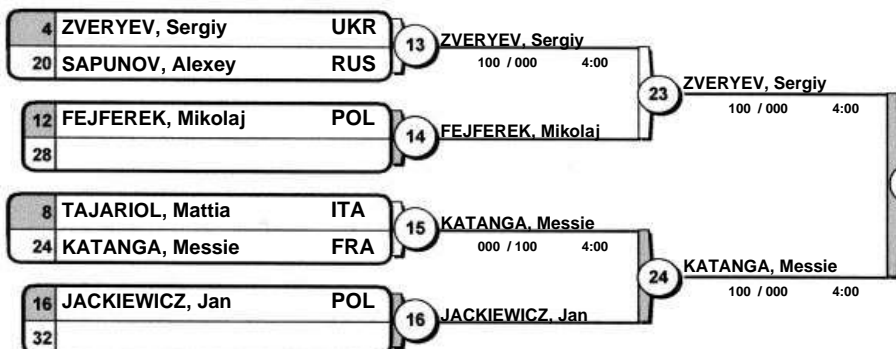 4 ZVERYEV, Sergiy UKR
20 SAPUNOV, Alexey RUS
13 ZVERYEV, Sergiy
100 / 000 4:00
12 FEJFEREK, Mikolaj POL
28
14 FEJFEREK, Mikolaj
23 ZVERYEV, Sergiy
100 / 000 4:00
8 TAJARIOL, Mattia ITA
24 KATANGA, Messie FRA
15 KATANGA, Messie
000 / 100 4:00
16 JACKIEWICZ, Jan POL
32
16 JACKIEWICZ, Jan
24 KATANGA, Messie
100 / 000 4:00